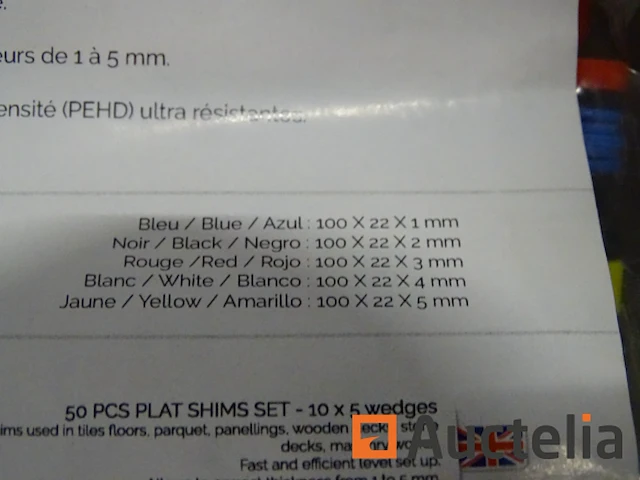 eurs de 1 à 5 mm.
ensité (PEHD) ultra résistantes.
Bleu / Blue / Azul : 100 X 22 X 1 mm
Noir / Black / Negro : 100 X 22 X 2 mm
Rouge /Red / Rojo : 100 X 22 X 3 mm
Blanc / White / Blanco : 100 X 22 X 4 mm
Jaune / Yellow / Amarillo : 100 X 22 X 5 mm
50 PCS PLAT SHIMS SET - 10 x 5 wedges
ims used in tiles floors, parquet, panellings, wooden
decks,
Fast and efficient level set up.
Auctelia